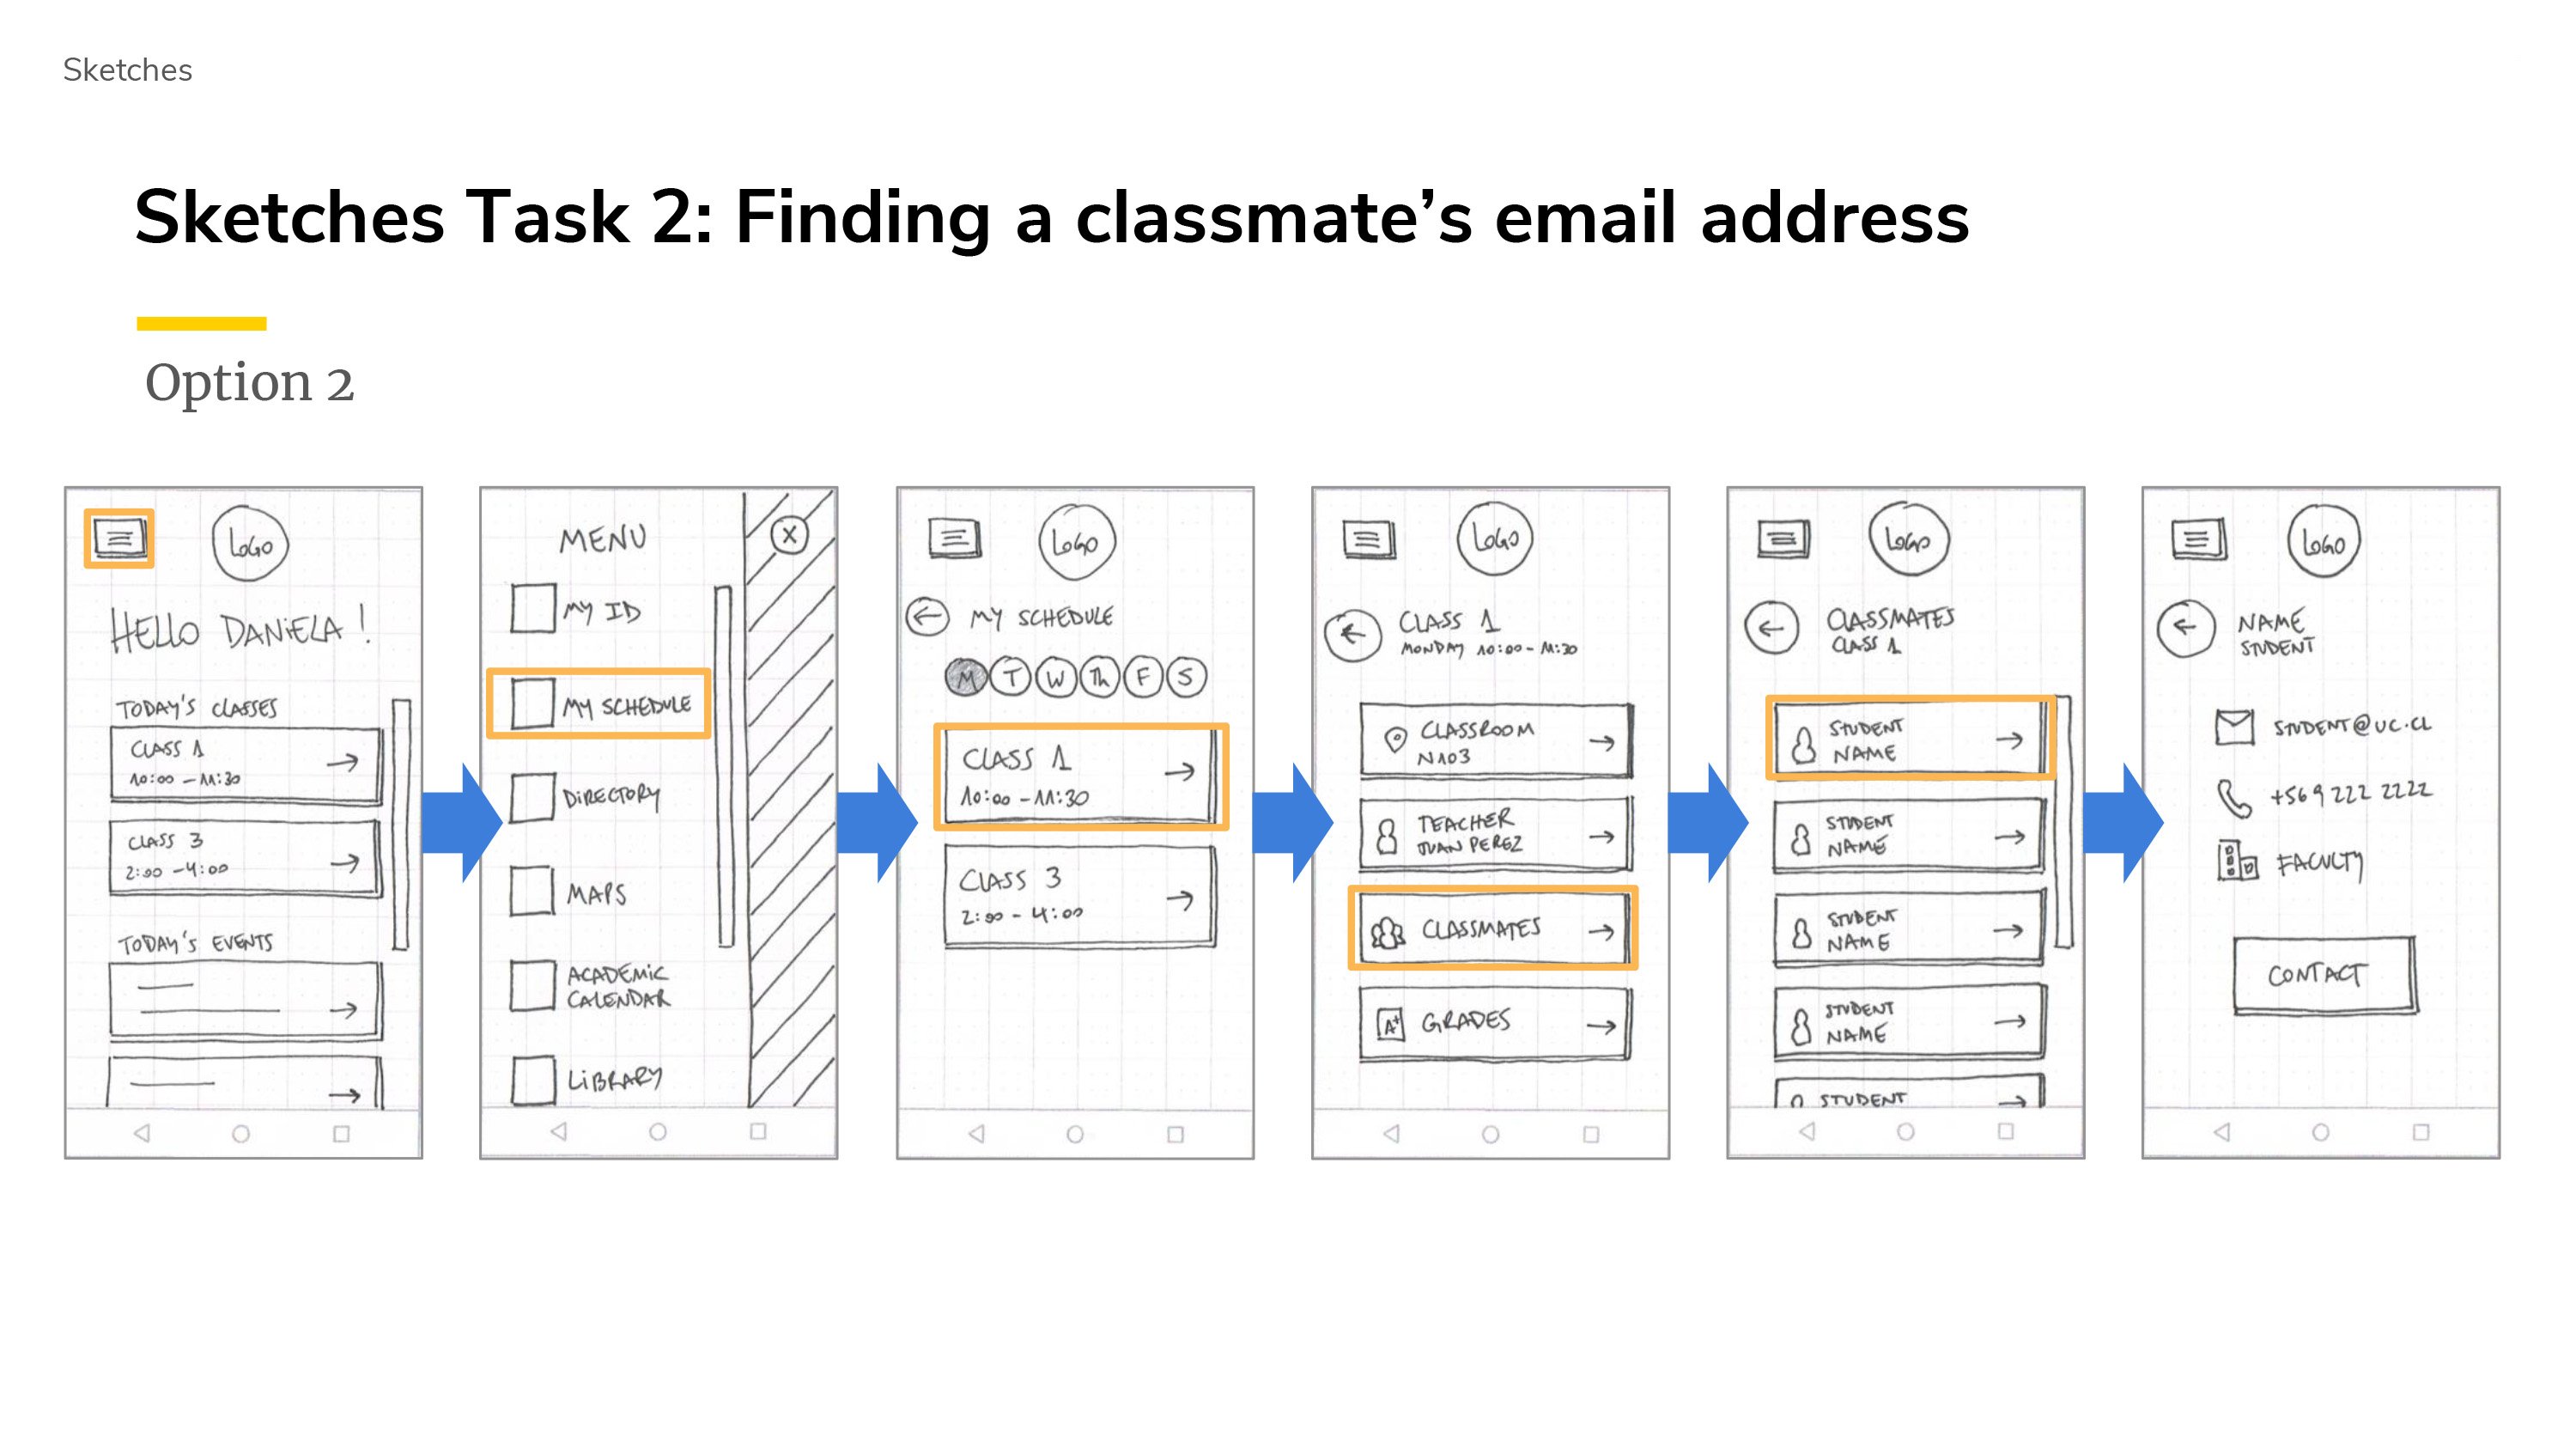 Sketches
Sketches Task 2: Finding a classmate’s email address
Option 2
LOGO
HELLO DANiELA !
TODAY'S CLASSES
CLASS 1
10:00 - 11:30
CLASS 3
2:00 - 4:00
TODAY'S EVENTS
MENU
X
MY ID
MY SCHEDULE
DiRECTORY
MAPS
ACADEMiC
CALENDAR
LiBRARY
LOGO
MY SCHEDULE
M T W Th F S
CLASS 1
10:00 - 11:30
CLASS 3
2:00 - 4:00
LOGO
CLASS 1
MONDAY 10:00 - 11:30
CLASSROOM
N103
TEACHER
JUAN PEREZ
CLASSMATES
A+ GRADES
LOGO
CLASSMATES
CLASS 1
STUDENT
NAME
STUDENT
NAME
STUDENT
NAME
STUDENT
NAME
STUDENT
LOGO
NAME
STUDENT
STUDENT@UC.CL
+569 222 2222
FACULTY
CONTACT